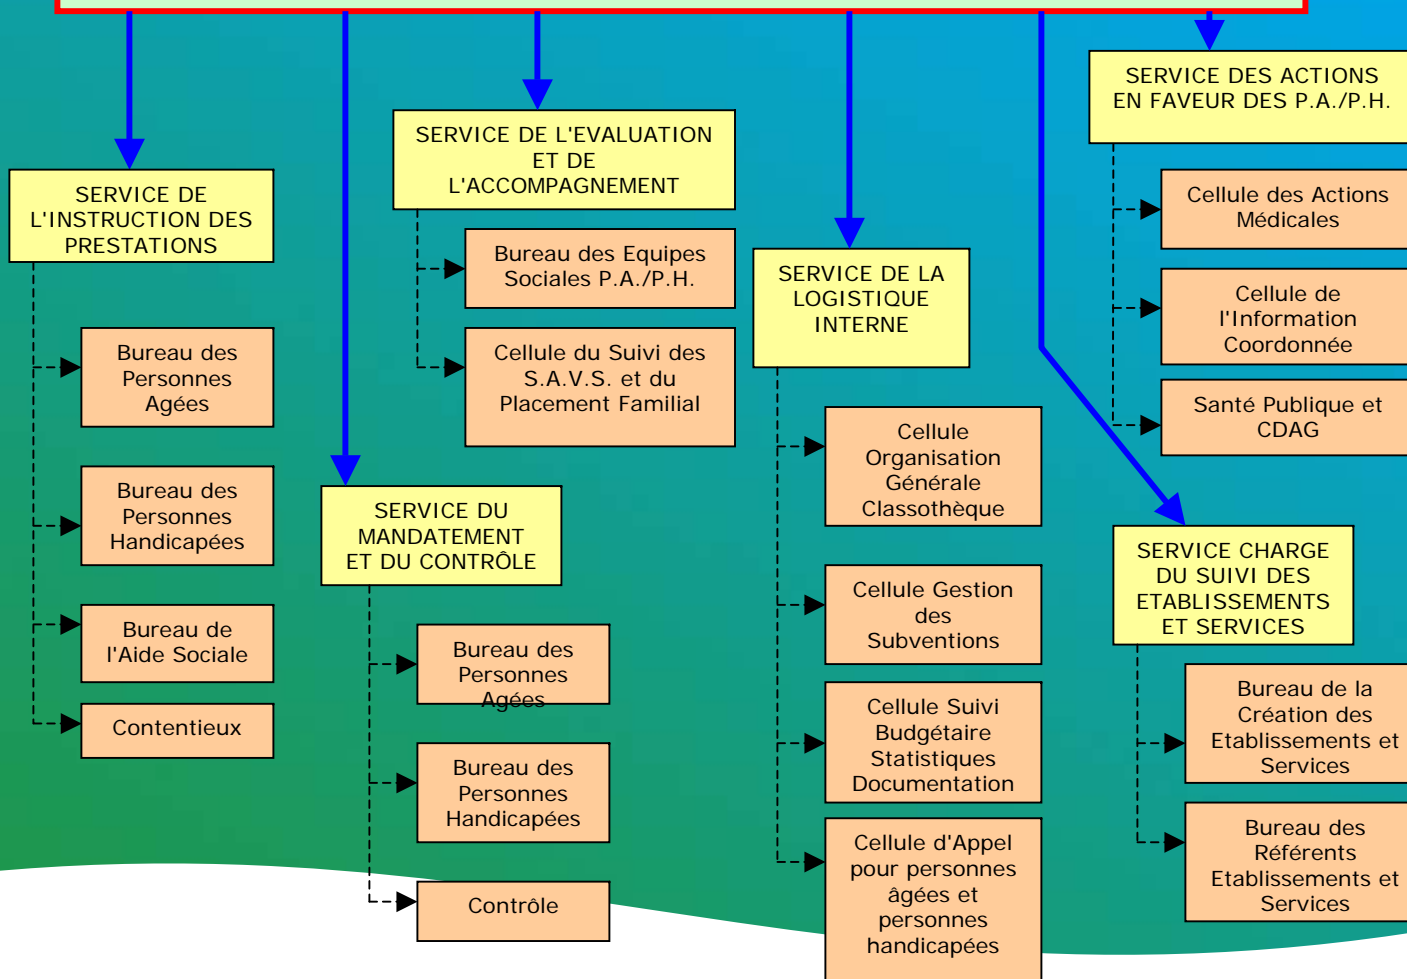 SERVICE DE
L'INSTRUCTION DES
PRESTATIONS
Bureau des
Personnes
Agées
Bureau des
Personnes
Handicapées
Bureau de
l'Aide Sociale
Contentieux
SERVICE DU
MANDATEMENT
ET DU CONTRÔLE
Bureau des
Personnes
Agées
Bureau des
Personnes
Handicapées
Contrôle
SERVICE DE L'EVALUATION
ET DE
L'ACCOMPAGNEMENT
Bureau des Equipes
Sociales P.A./P.H.
Cellule du Suivi des
S.A.V.S. et du
Placement Familial
SERVICE DE LA
LOGISTIQUE
INTERNE
Cellule
Organisation
Générale
Classothèque
Cellule Gestion
des
Subventions
Cellule Suivi
Budgétaire
Statistiques
Documentation
Cellule d'Appel
pour personnes
âgées et
personnes
handicapées
SERVICE DES ACTIONS
EN FAVEUR DES P.A./P.H.
Cellule des Actions
Médicales
Cellule de
l'Information
Coordonnée
Santé Publique et
CDAG
SERVICE CHARGE
DU SUIVI DES
ETABLISSEMENTS
ET SERVICES
Bureau de la
Création des
Etablissements et
Services
Bureau des
Référents
Etablissements et
Services